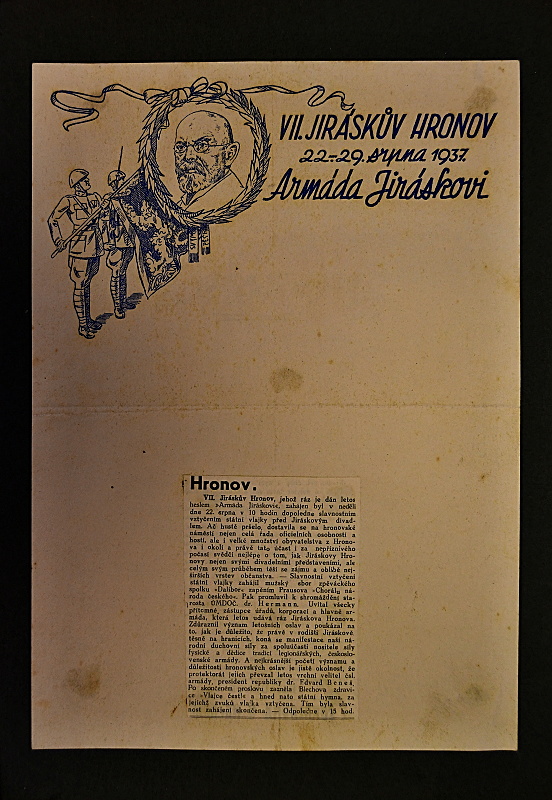 VII. JIRÁSKŮV HRONOV
22.-29. srpna 1937.
Armáda Jiráskovi
Hronov.
VII. Jiráskův Hronov, jehož ráz je dán letos
heslem »Armáda Jiráskovi«, zahájen byl v neděli
dne 22. srpna v 10 hodin dopoledne slavnostním
vztyčením státní vlajky před Jiráskovým divad-
lem. Ač hustě pršelo, dostavila se na hronovské
náměstí nejen celá řada oficielních osobností a
hostí, ale i velké množství obyvatelstva z Hrono-
va i okolí a právě tato účast i za nepříznivého
počasí svědčí nejlépe o tom, jak Jiráskovy Hro-
novy nejen svými divadelními představeními, ale
celým svým průběhem těší se zájmu a oblibě nej-
širších vrstev občanstva. — Slavnostní vztyčení
státní vlajky zahájil mužský sbor zpěváckého
spolku »Dalibor« zapěním Prausova »Chorálu ná-
roda českého«. Pak promluvil k shromáždění sta-
rosta ÚMDOČ. dr. Hermann. Uvítal všecky
přítomné, zástupce úřadů, korporací a hlavně ar-
mádu, která letos udává ráz Jiráskova Hronova.
Zdůraznil význam letošních oslav a poukázal na
to, jak je důležito, že právě v rodišti Jiráskově
těsně na hranicích, koná se manifestace naší ná-
rodní duchovní síly za spoluúčasti nositele síly
fysické a dědice tradic legionářských, českoslo-
venské armády. A nejkrásnější poctou významu a
důležitosti hronovských oslav je jistě okolnost, že
protektorát jejich převzal letos vrchní velitel čsl.
armády, president republiky dr. Edvard Beneš.
Po skončeném proslovu zazněla Blechova zdravi-
ce »Vlajce čest!« a hned nato státní hymna, za
jejichž zvuků vlajka vztyčena. Tím byla slav-
nost zahájení skončena. — Odpoledne v 15 hod.